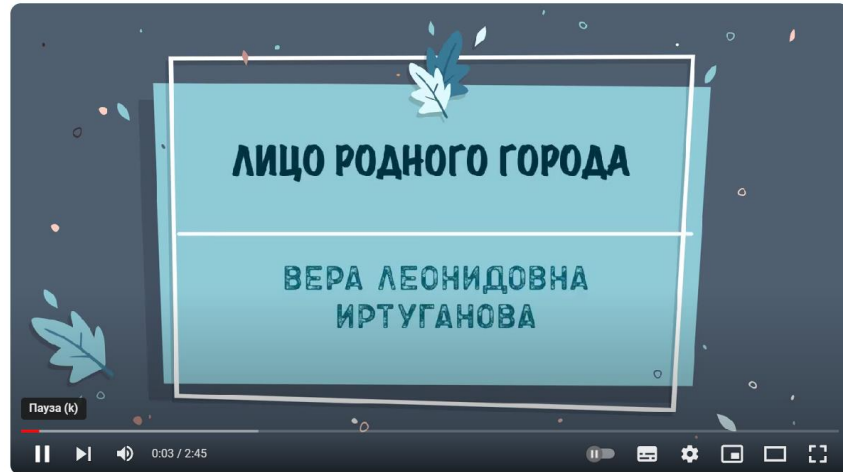 ЛИЦО РОДНОГО ГОРОДА
ВЕРА ЛЕОНИДОВНА
ИРТУГАНОВА
Пауза (k)
0:03 / 2:45